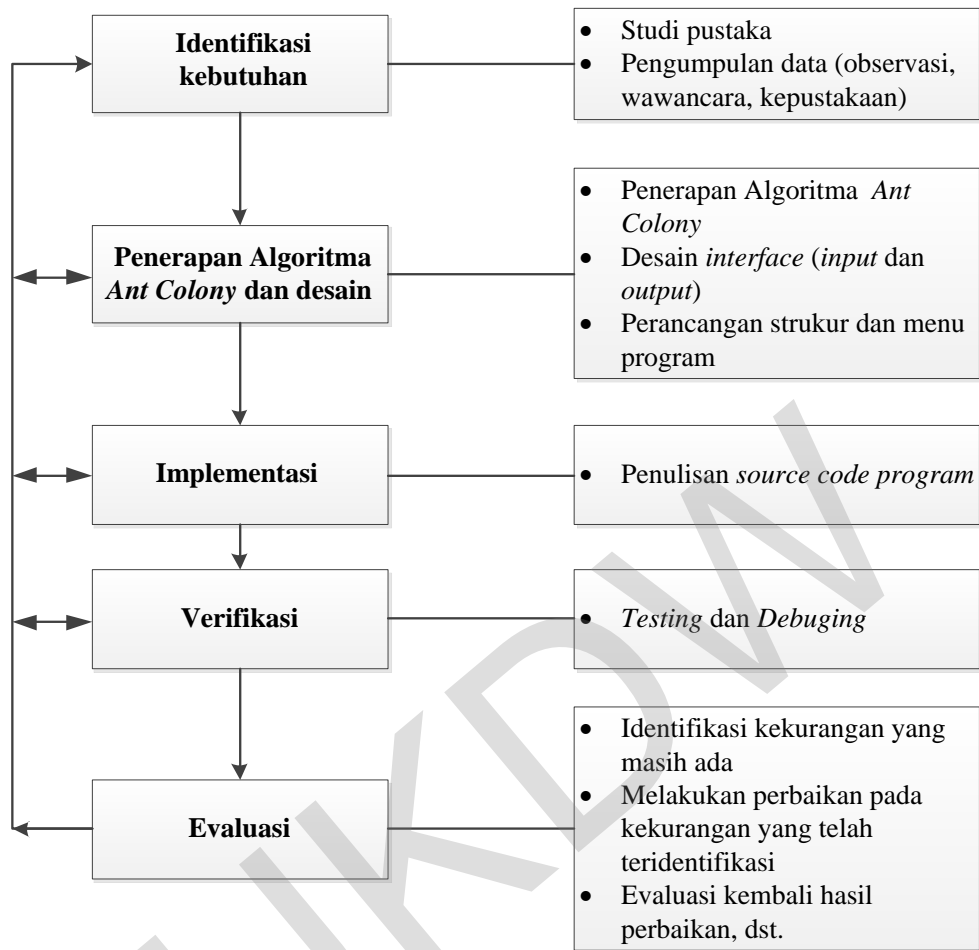 Identifikasi
kebutuhan
• Studi pustaka
• Pengumpulan data (observasi,
wawancara, kepustakaan)
Penerapan Algoritma
Ant Colony dan desain
• Penerapan Algoritma Ant
Colony
• Desain interface (input dan
output)
• Perancangan strukur dan menu
program
Implementasi
• Penulisan source code program
Verifikasi
• Testing dan Debuging
Evaluasi
• Identifikasi kekurangan yang
masih ada
• Melakukan perbaikan pada
kekurangan yang telah
teridentifikasi
• Evaluasi kembali hasil
perbaikan, dst.
UKDW